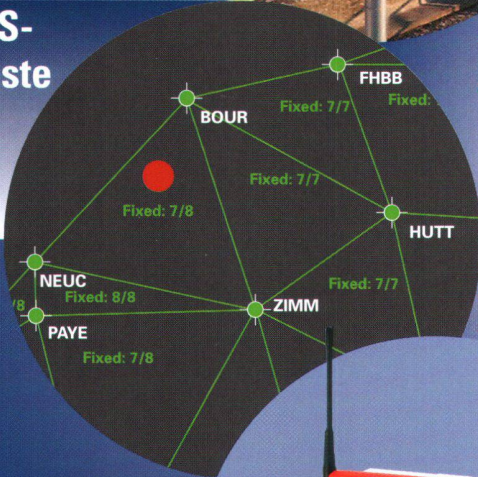 S-
ste
FHBB
Fixed: 7/7
Fixed:
BOUR
Fixed: 7/7
Fixed: 7/8
HUTT
NEUC
Fixed: 7/7
/8
Fixed: 8/8
ZIMM
PAYE
Fixed: 7/8